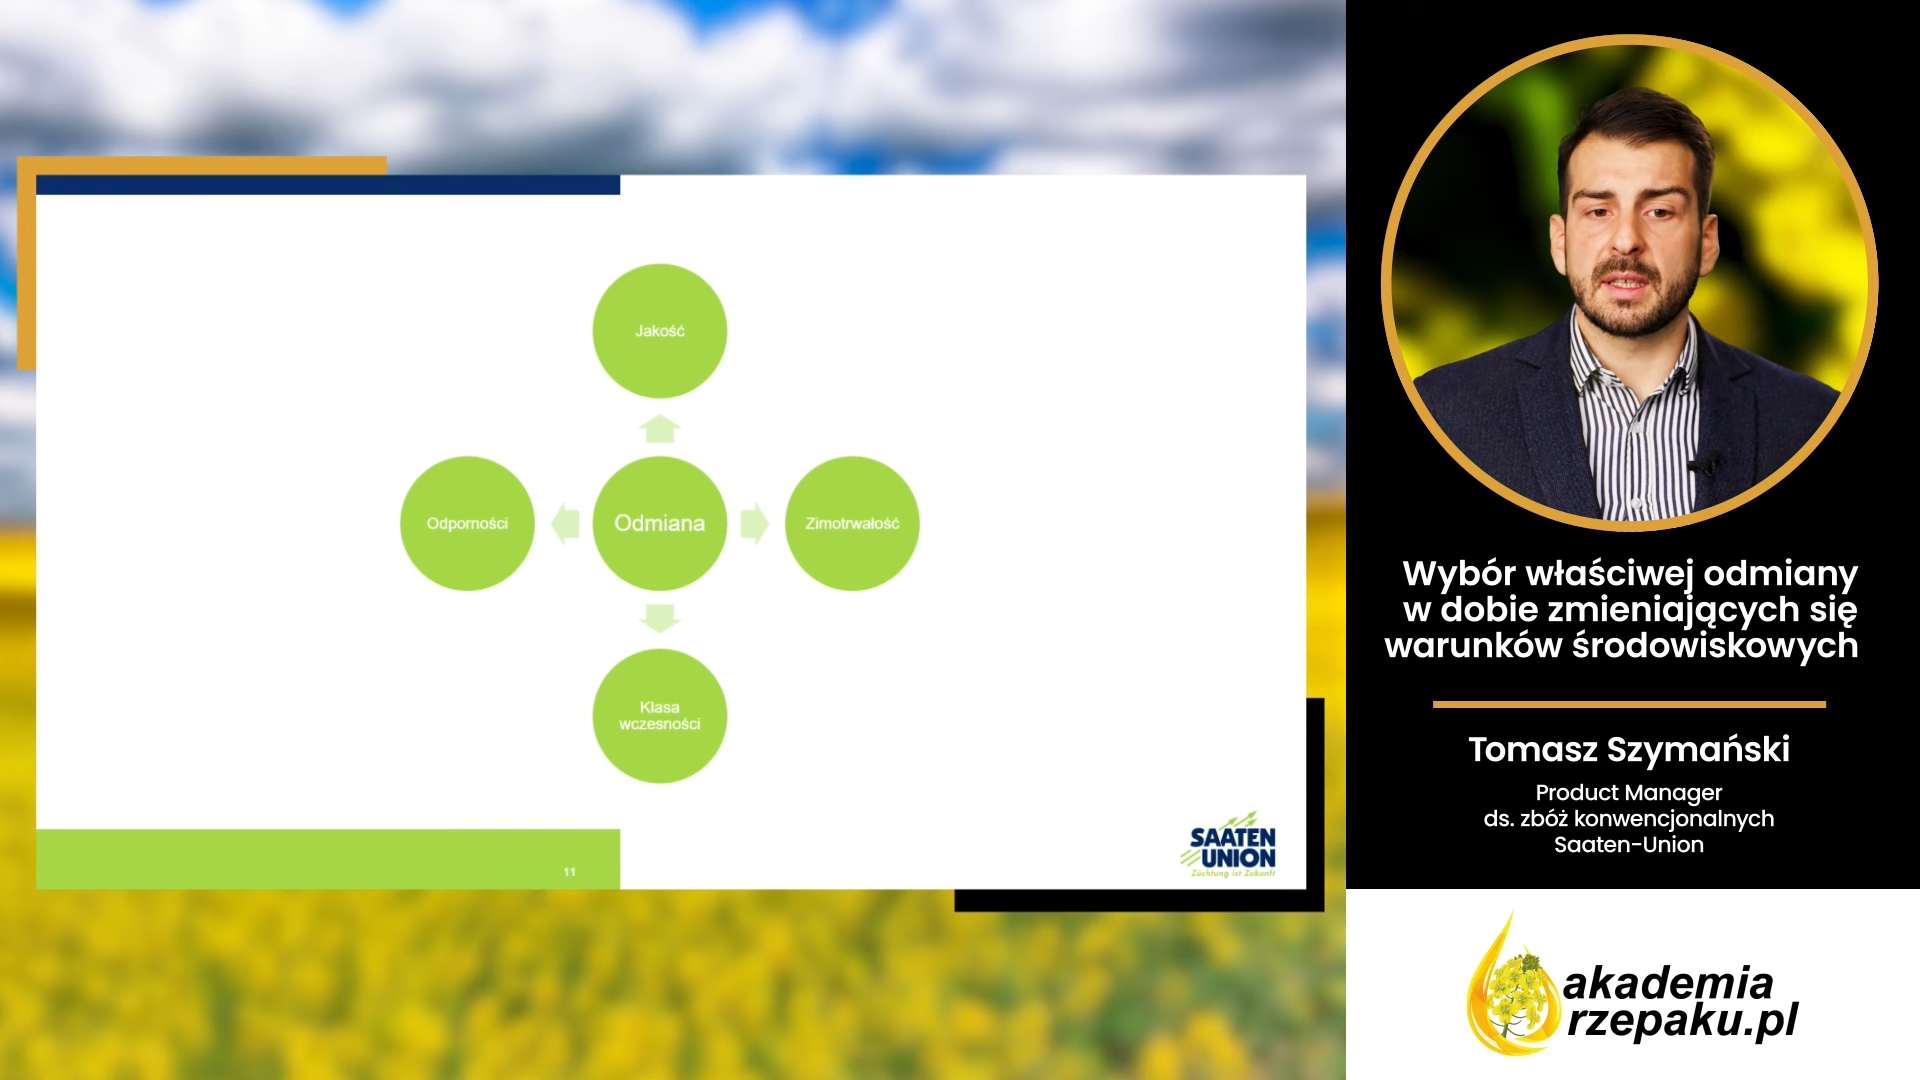 Jakość
Odporności
Odmiana
Zimotrwałość
Klasa
wczesności
11
SAATEN
UNION
Züchtung ist Zukunft
Wybór właściwej odmiany
w dobie zmieniających się
warunków środowiskowych
Tomasz Szymański
Product Manager
ds. zbóż konwencjonalnych
Saaten-Union
akademia
rzepaku.pl